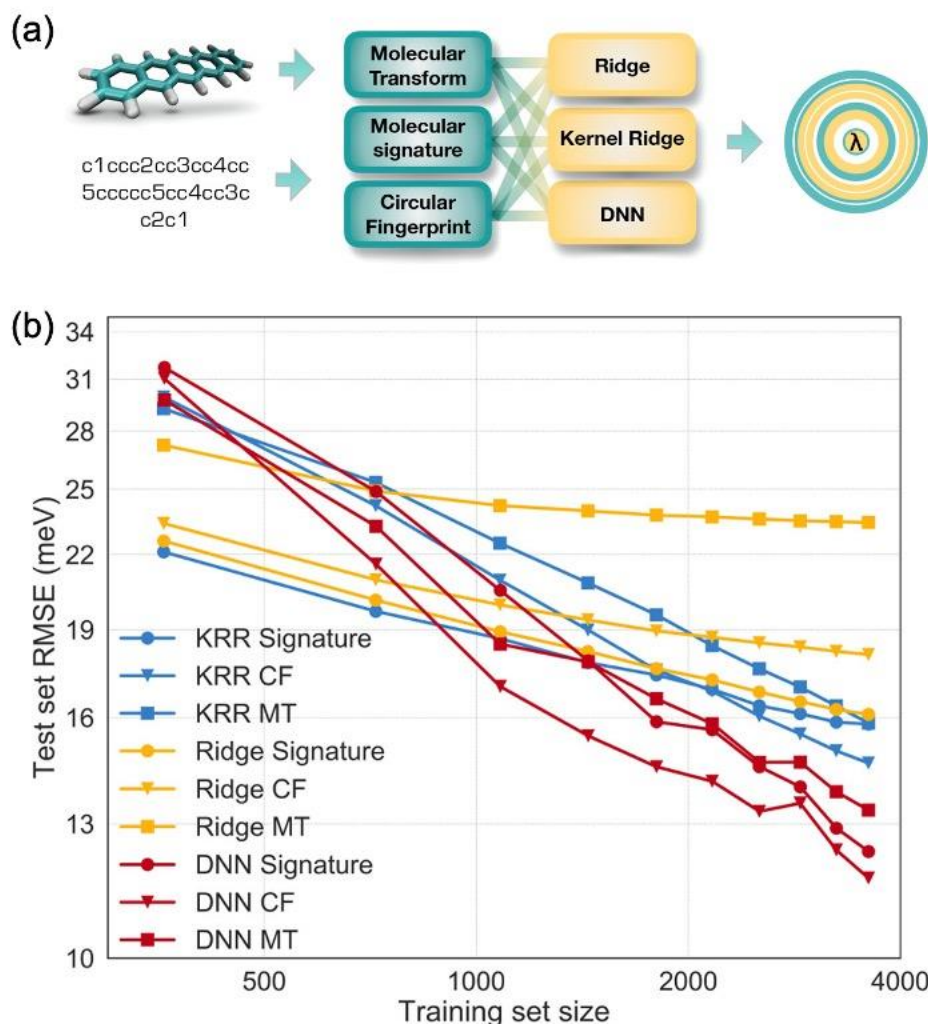 (a)
Molecular
Transform
Molecular
signature
Circular
Fingerprint
Ridge
Kernel Ridge
DNN
λ
c1ccc2cc3cc4cc
5ccccc5cc4cc3c
c2c1
(b)
34
31
28
25
22
19
16
13
10
Test set RMSE (meV)
KRR Signature
KRR CF
KRR MT
Ridge Signature
Ridge CF
Ridge MT
DNN Signature
DNN CF
DNN MT
500
1000
2000
4000
Training set size